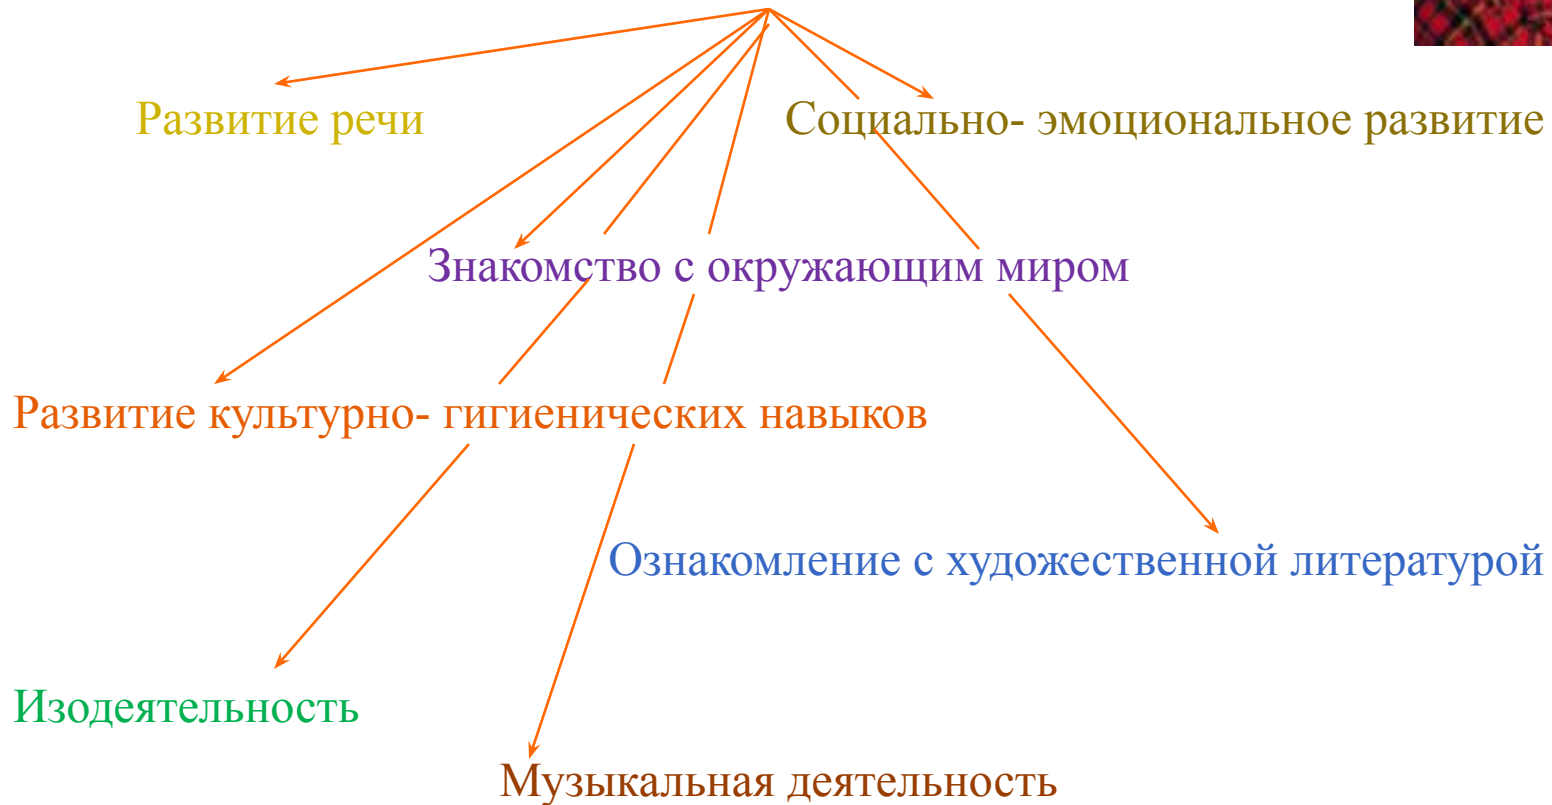 Развитие речи
Социально- эмоциональное развитие
Знакомство с окружающим миром
Развитие культурно- гигиенических навыков
Ознакомление с художественной литературой
Изодеятельность
Музыкальная деятельность